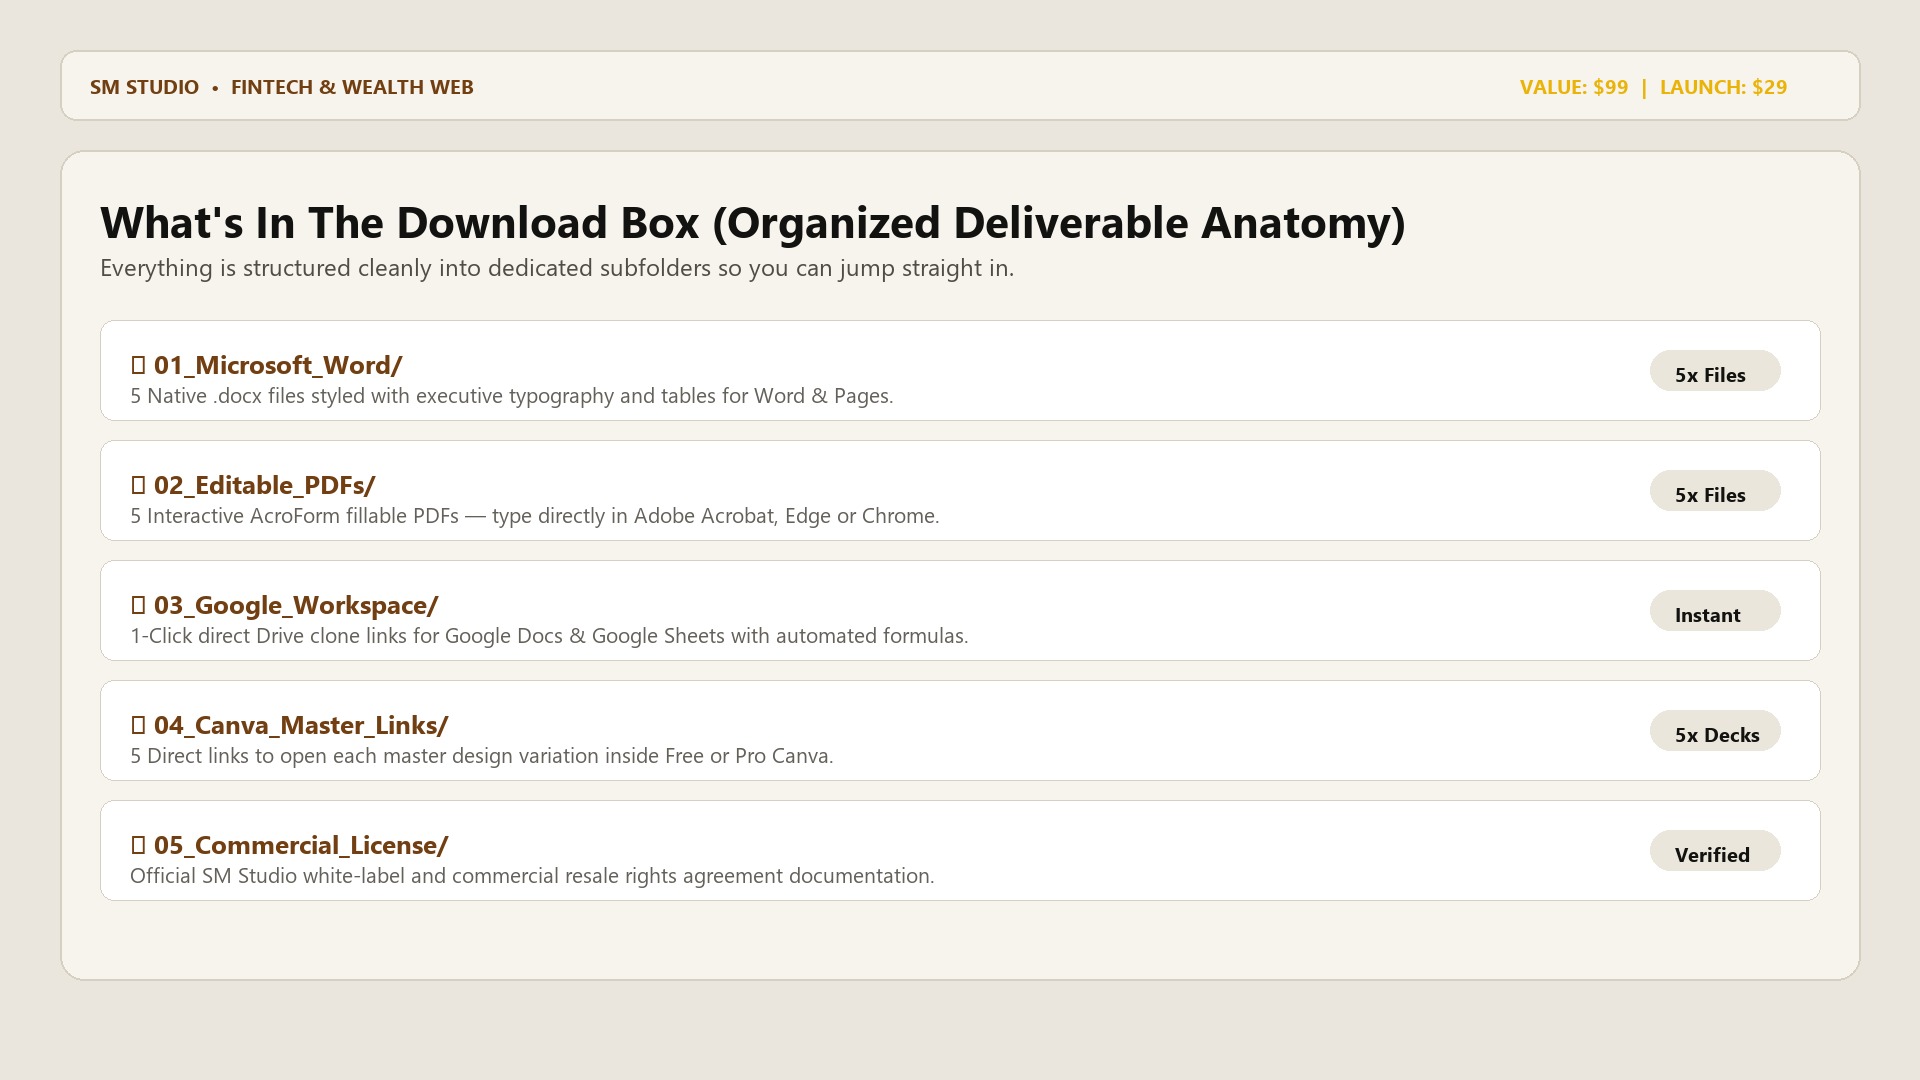 SM STUDIO • FINTECH & WEALTH WEB
VALUE: $99 | LAUNCH: $29
What's In The Download Box (Organized Deliverable Anatomy)
Everything is structured cleanly into dedicated subfolders so you can jump straight in.
01_Microsoft_Word/
5 Native .docx files styled with executive typography and tables for Word & Pages.
5x Files
02_Editable_PDFs/
5 Interactive AcroForm fillable PDFs — type directly in Adobe Acrobat, Edge or Chrome.
5x Files
03_Google_Workspace/
1-Click direct Drive clone links for Google Docs & Google Sheets with automated formulas.
Instant
04_Canva_Master_Links/
5 Direct links to open each master design variation inside Free or Pro Canva.
5x Decks
05_Commercial_License/
Official SM Studio white-label and commercial resale rights agreement documentation.
Verified